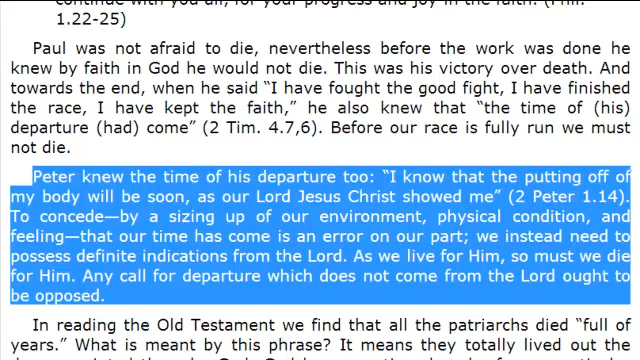 continue with you all, for your progress and joy in the faith. (Phil.
1.22-25)
Paul was not afraid to die, nevertheless before the work was done he
knew by faith in God he would not die. This was his victory over death. And
towards the end, when he said “I have fought the good fight, I have finished
the race, I have kept the faith,” he also knew that “the time of (his)
departure (had) come” (2 Tim. 4.7,6). Before our race is fully run we must
not die.
Peter knew the time of his departure too: “I know that the putting off of
my body will be soon, as our Lord Jesus Christ showed me” (2 Peter 1.14).
To concede—by a sizing up of our environment, physical condition, and
feeling—that our time has come is an error on our part; we instead need to
possess definite indications from the Lord. As we live for Him, so must we die
for Him. Any call for departure which does not come from the Lord ought to
be opposed.
In reading the Old Testament we find that all the patriarchs died “full of
years.” What is meant by this phrase? It means they totally lived out the